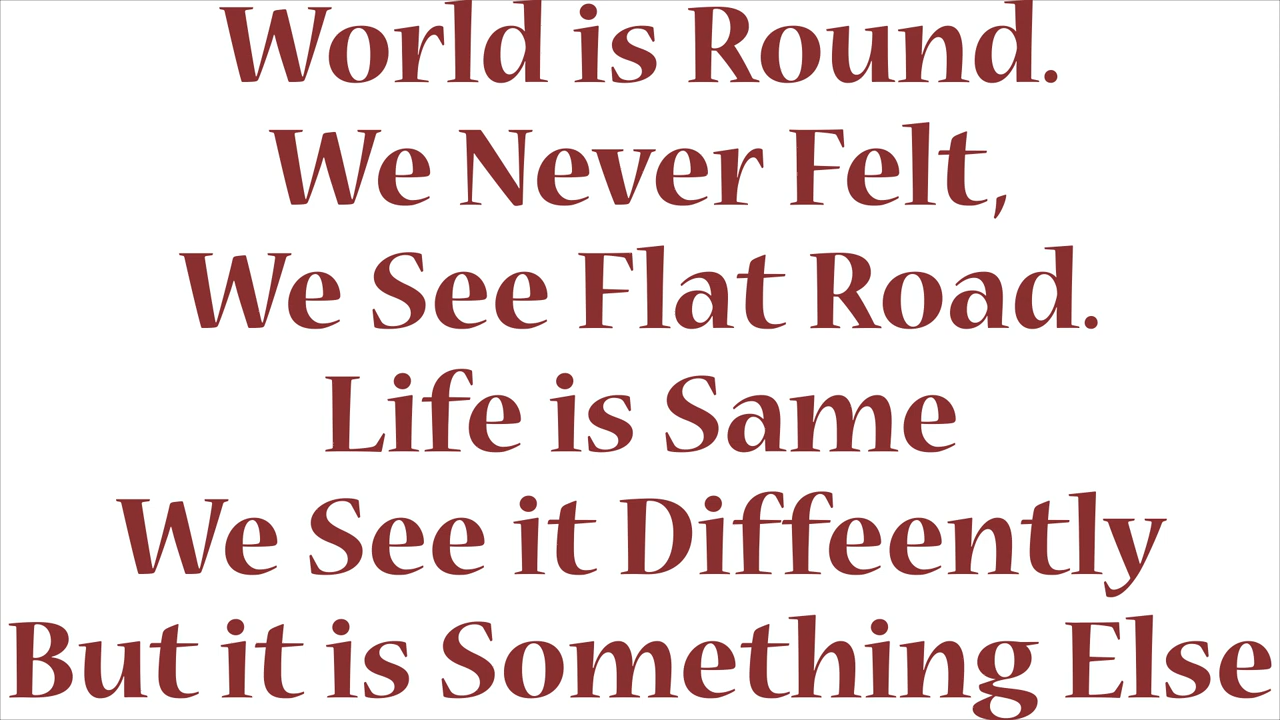 World is Round.
We Never Felt,
We See Flat Road.
Life is Same
We See it Diffeently
But it is Something Else